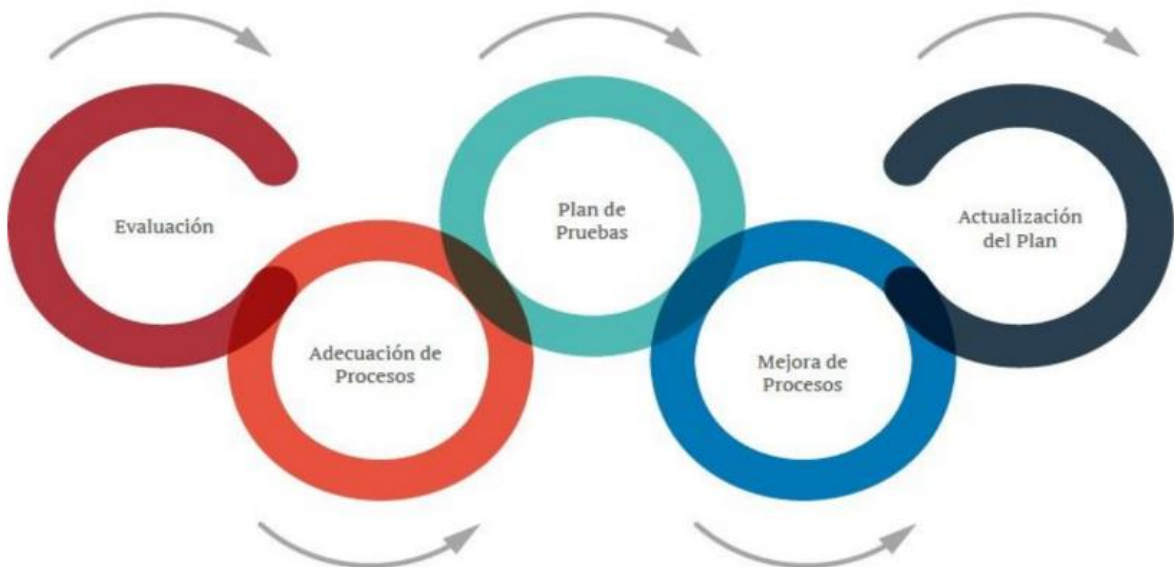 Evaluación
Adecuación de
Procesos
Plan de
Pruebas
Mejora de
Procesos
Actualización
del Plan